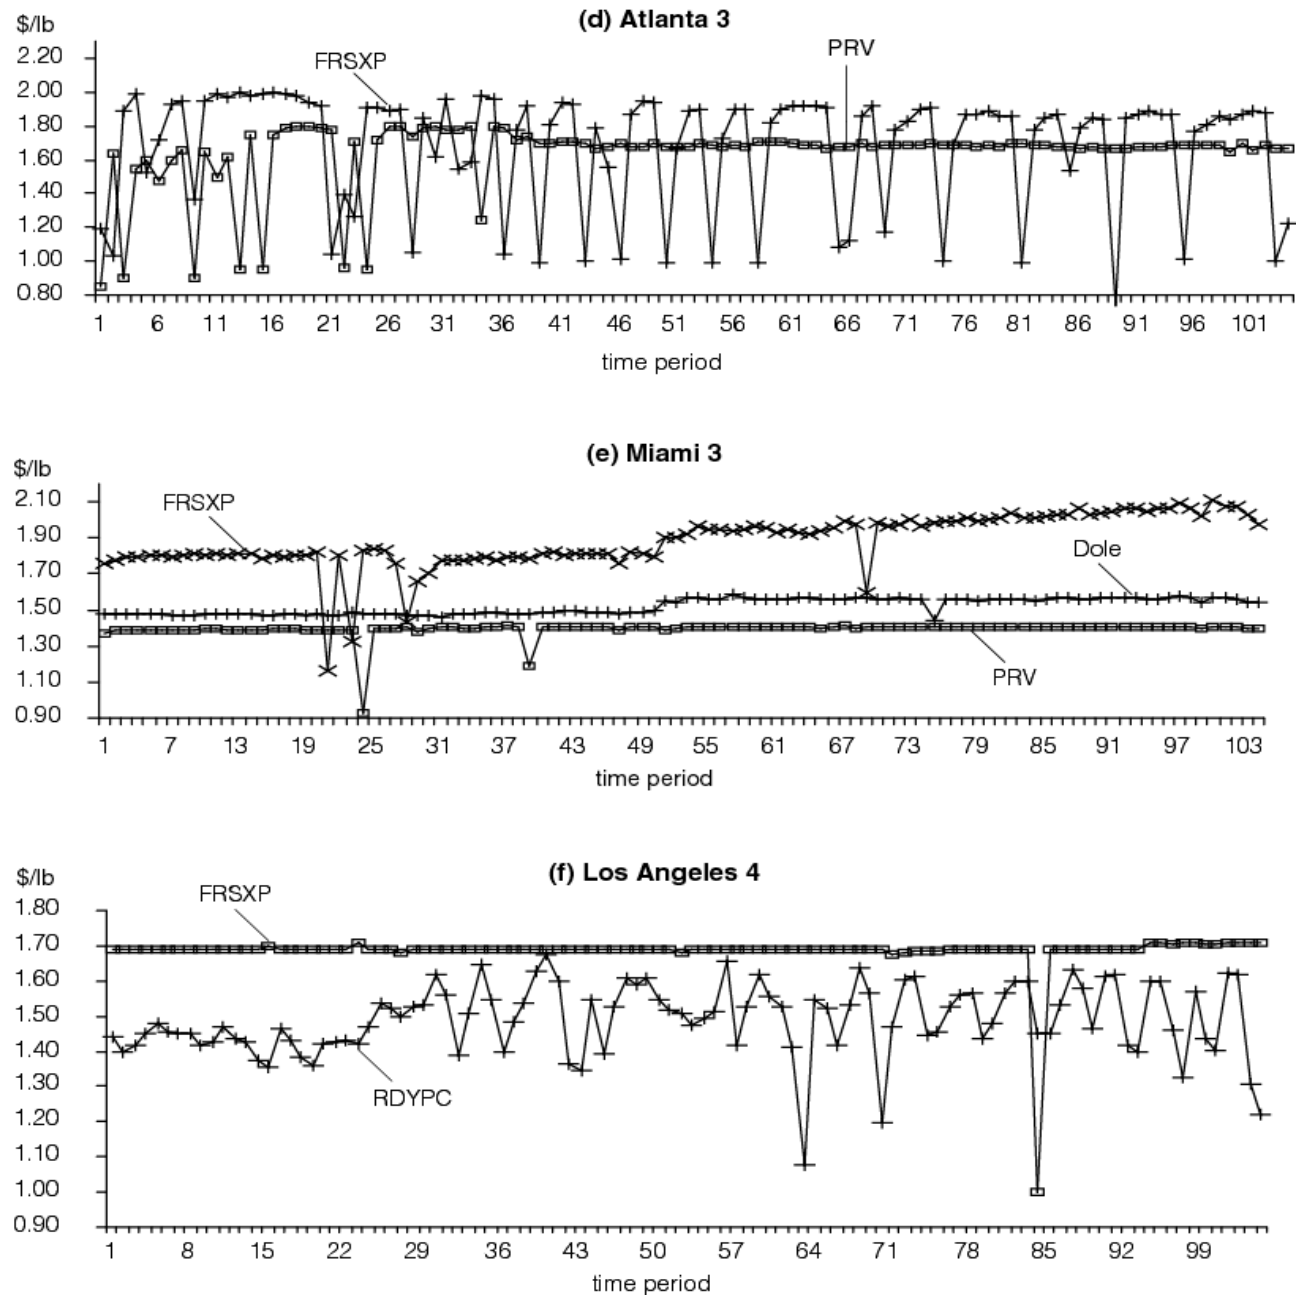 (d) Atlanta 3
$/lb
2.20
2.00
1.80
1.60
1.40
1.20
1.00
0.80
FRSXP
PRV
1 6 11 16 21 26 31 36 41 46 51 56 61 66 71 76 81 86 91 96 101
time period
(e) Miami 3
$/lb
2.10
1.90
1.70
1.50
1.30
1.10
0.90
FRSXP
Dole
PRV
1 7 13 19 25 31 37 43 49 55 61 67 73 79 85 91 97 103
time period
(f) Los Angeles 4
$/lb
1.80
1.70
1.60
1.50
1.40
1.30
1.20
1.10
1.00
0.90
FRSXP
RDYPC
1 8 15 22 29 36 43 50 57 64 71 78 85 92 99
time period